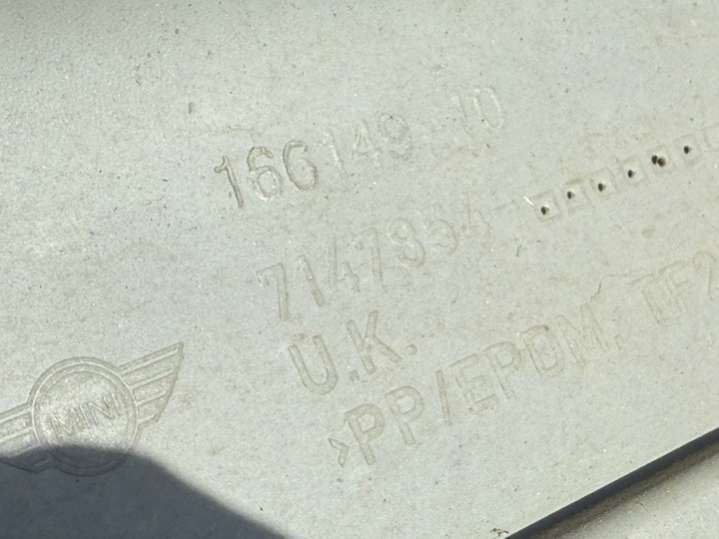 166149-10
7147354
U.K.
>PP/EPDM, TF2
MINI